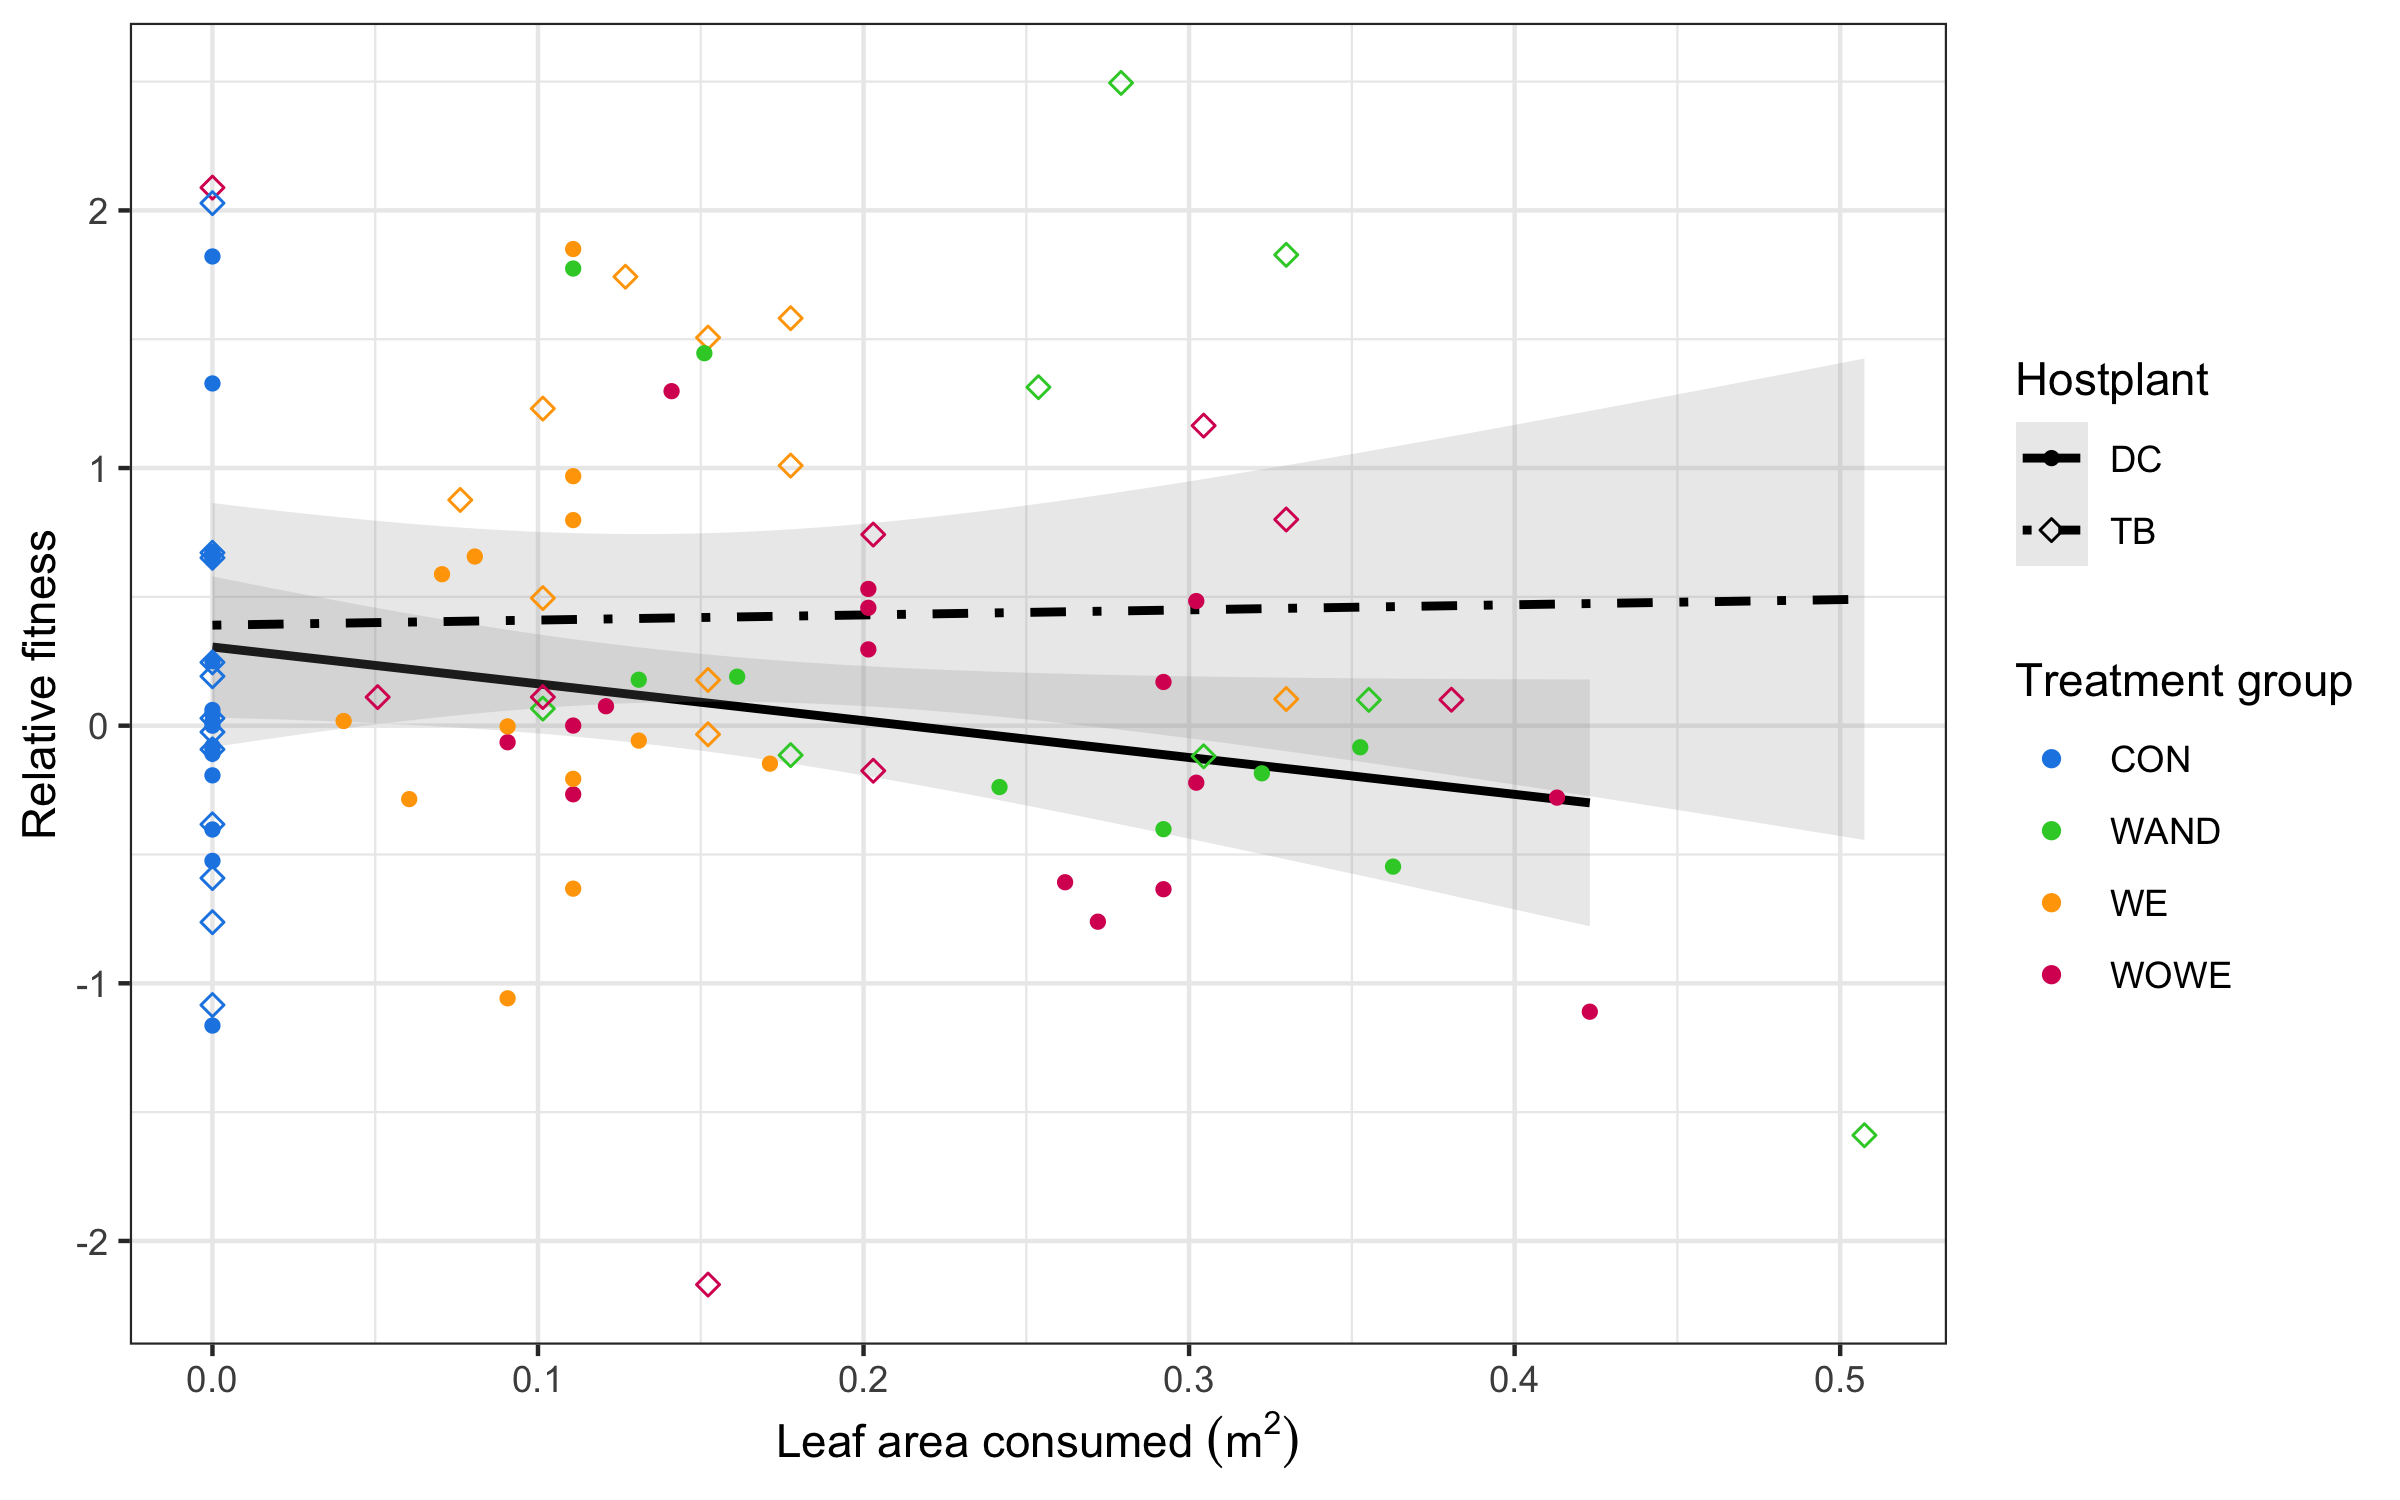 2
1
0
-1
-2
Relative fitness
0.0 0.1 0.2 0.3 0.4 0.5
Leaf area consumed (m²)
Hostplant
DC
TB
Treatment group
CON
WAND
WE
WOWE